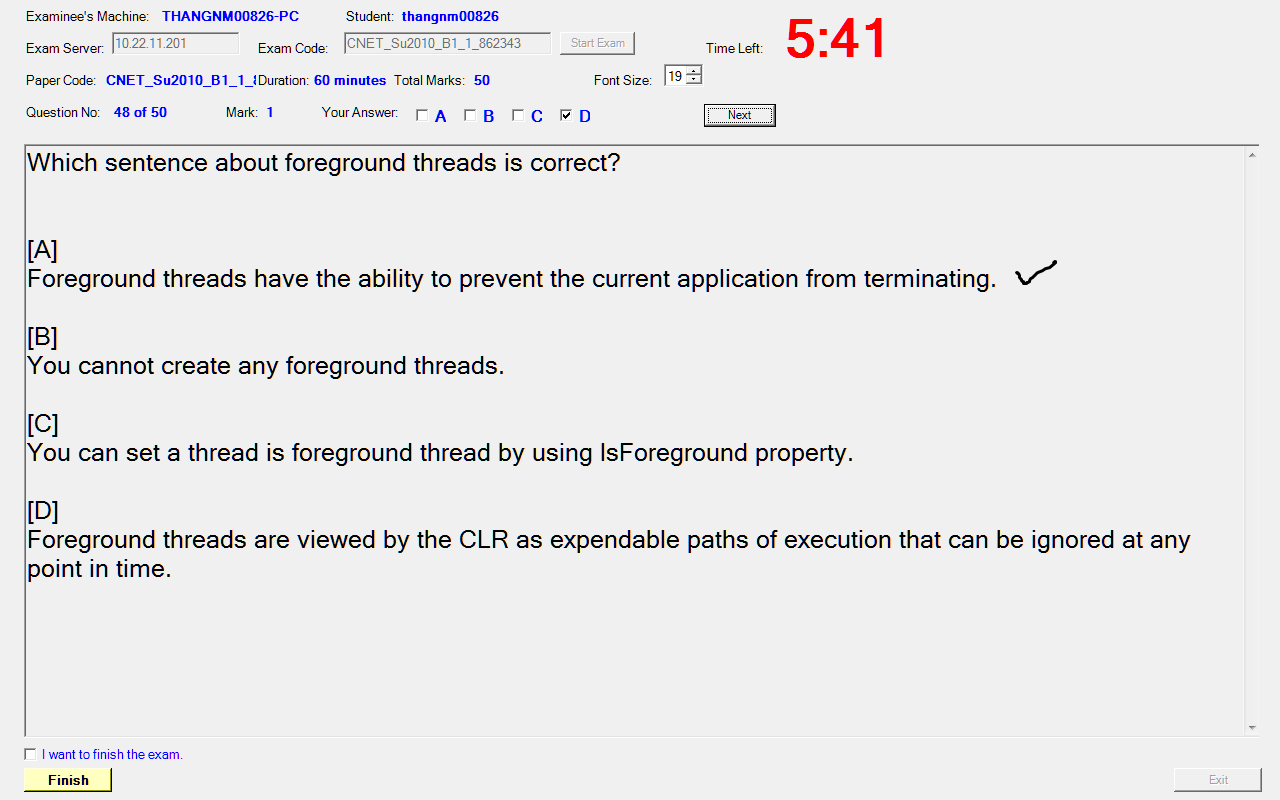 Examinee's Machine: THANGNM00826-PC Student: thangnm00826
Exam Server: 10.22.11.201 Exam Code: CNET_Su2010_B1_1_862343 Start Exam Time Left: 5:41
Paper Code: CNET_Su2010_B1_1_ Duration: 60 minutes Total Marks: 50 Font Size: 19
Question No: 48 of 50 Mark: 1 Your Answer: A B C D Next
Which sentence about foreground threads is correct?
[A]
Foreground threads have the ability to prevent the current application from terminating.
[B]
You cannot create any foreground threads.
[C]
You can set a thread is foreground thread by using IsForeground property.
[D]
Foreground threads are viewed by the CLR as expendable paths of execution that can be ignored at any
point in time.
I want to finish the exam.
Finish Exit